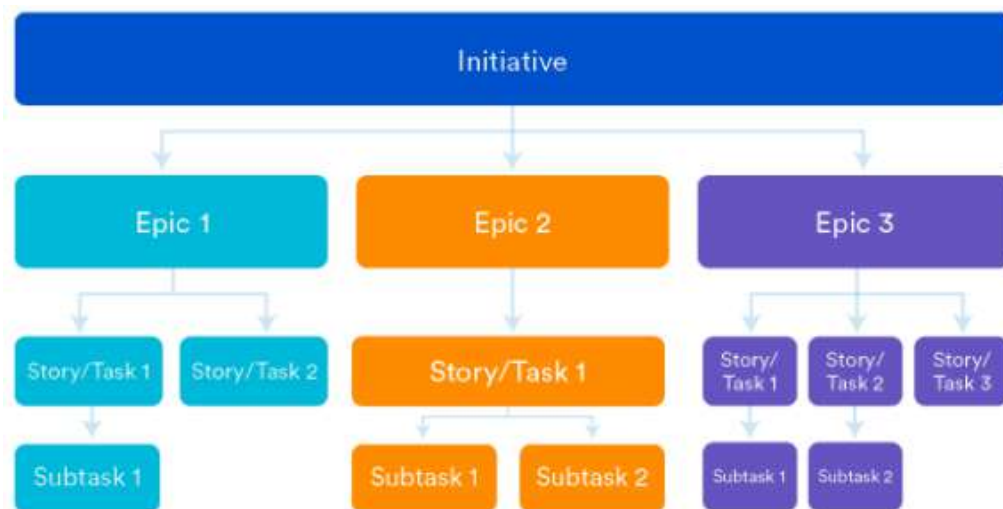 Initiative
Epic 1
Epic 2
Epic 3
Story/Task 1
Story/Task 2
Story/Task 1
Story/
Task 1
Story/
Task 2
Story/
Task 3
Subtask 1
Subtask 1
Subtask 2
Subtask 1
Subtask 2